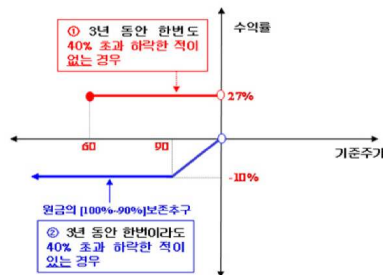 ① 3년 동안 한번도
40% 초과 하락한 적이
없는 경우
수익률
27%
60
90
기준주가
-10%
원금의 [100%~90%]보존추구
② 3년 동안 한번이라도
40% 초과 하락한 적이
있는 경우